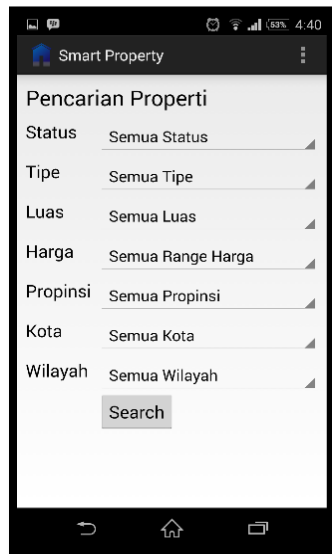 53% 4:40
Smart Property
Pencarian Properti
Status Semua Status
Tipe Semua Tipe
Luas Semua Luas
Harga Semua Range Harga
Propinsi Semua Propinsi
Kota Semua Kota
Wilayah Semua Wilayah
Search